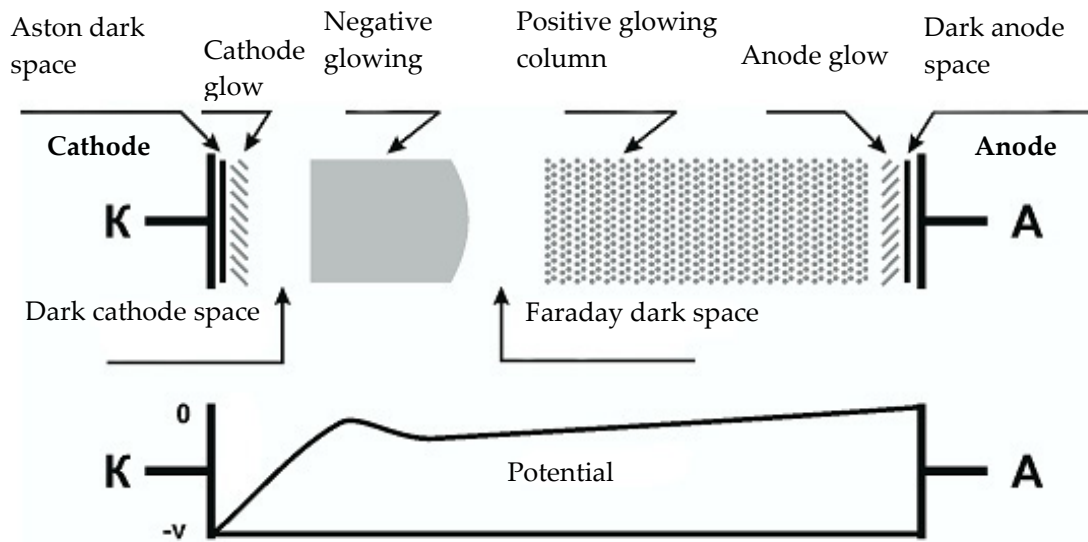 Aston dark
space
Cathode
glow
Negative
glowing
Positive glowing
column
Anode glow
Dark anode
space
Cathode
Anode
К
А
Dark cathode space
Faraday dark space
0
К
А
Potential
-v